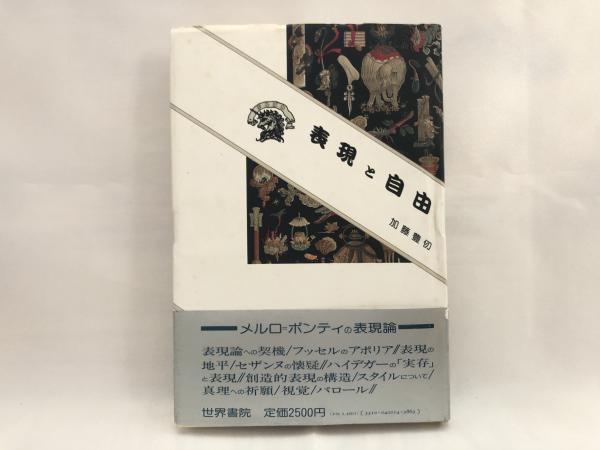 表現と自由
加藤豊仞
メルロ=ポンティの表現論
表現論への契機/フッセルのアポリア//表現の
地平/セザンヌの懐疑//ハイデガーの「実存」
と表現//創造的表現の構造/スタイルについて/
真理への祈願/視覚/パロール//
世界書院 定価2500円